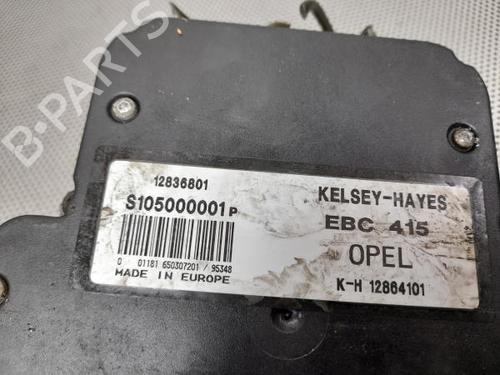 B-PARTS
12836801
S105000001P
0 01181 650307201 / 95348
MADE IN EUROPE
KELSEY-HAYES
EBC 415
OPEL
K-H 12864101